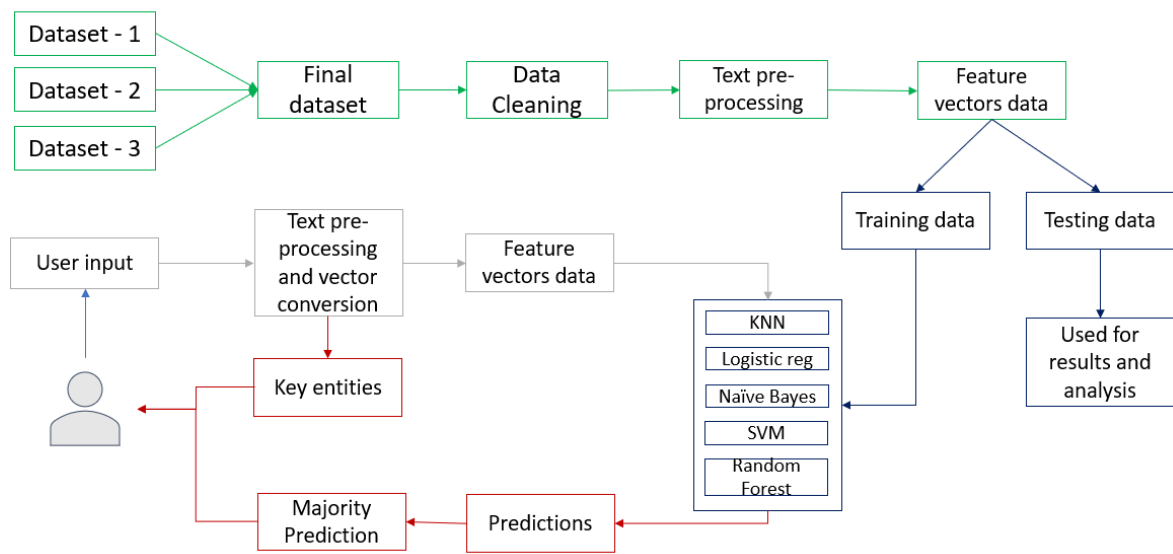 Dataset - 1
Dataset - 2
Dataset - 3
Final
dataset
Data
Cleaning
Text pre-
processing
Feature
vectors data
Training data
Testing data
Used for
results and
analysis
User input
Text pre-
processing
and vector
conversion
Feature
vectors data
KNN
Logistic reg
Naïve Bayes
SVM
Random
Forest
Key entities
Majority
Prediction
Predictions